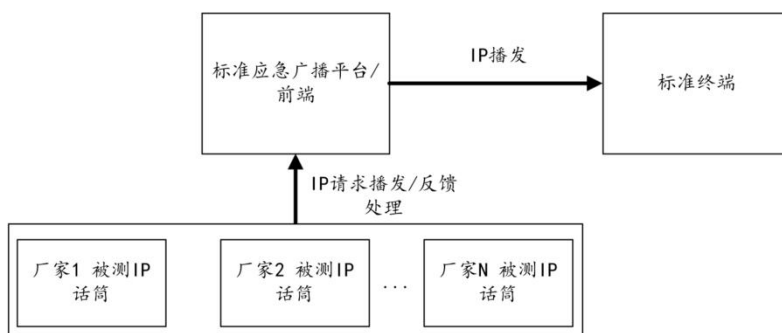 标准应急广播平台/
前端
IP播发
标准终端
IP请求播发/反馈
处理
厂家1 被测IP
话筒
厂家2 被测IP
话筒
...
厂家N 被测IP
话筒